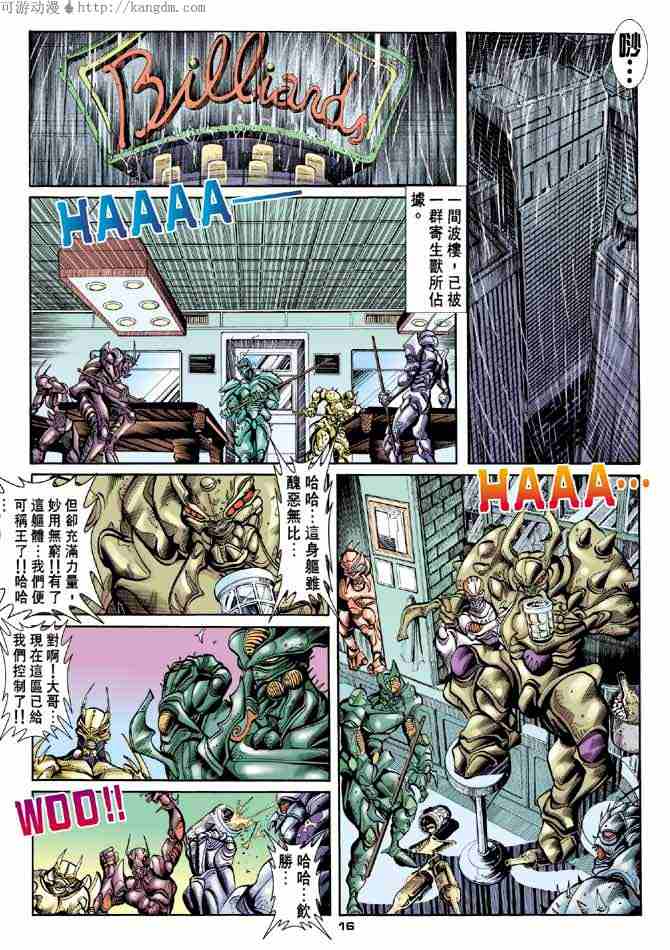 可游动漫 http://kangdm.com/
吵…
Billiards
一間波樓，已被
一群寄生獸所佔
據。
HAAAA—
HAAA…
哈哈…這身軀雖
醜惡無比…
但卻充滿力量，
妙用無窮！！有了
這軀體…我們便
可稱王了！！哈哈
…
對啊！大哥…
現在這區已給
我們控制了！！
WOO!!
哈哈…飲
勝…
16